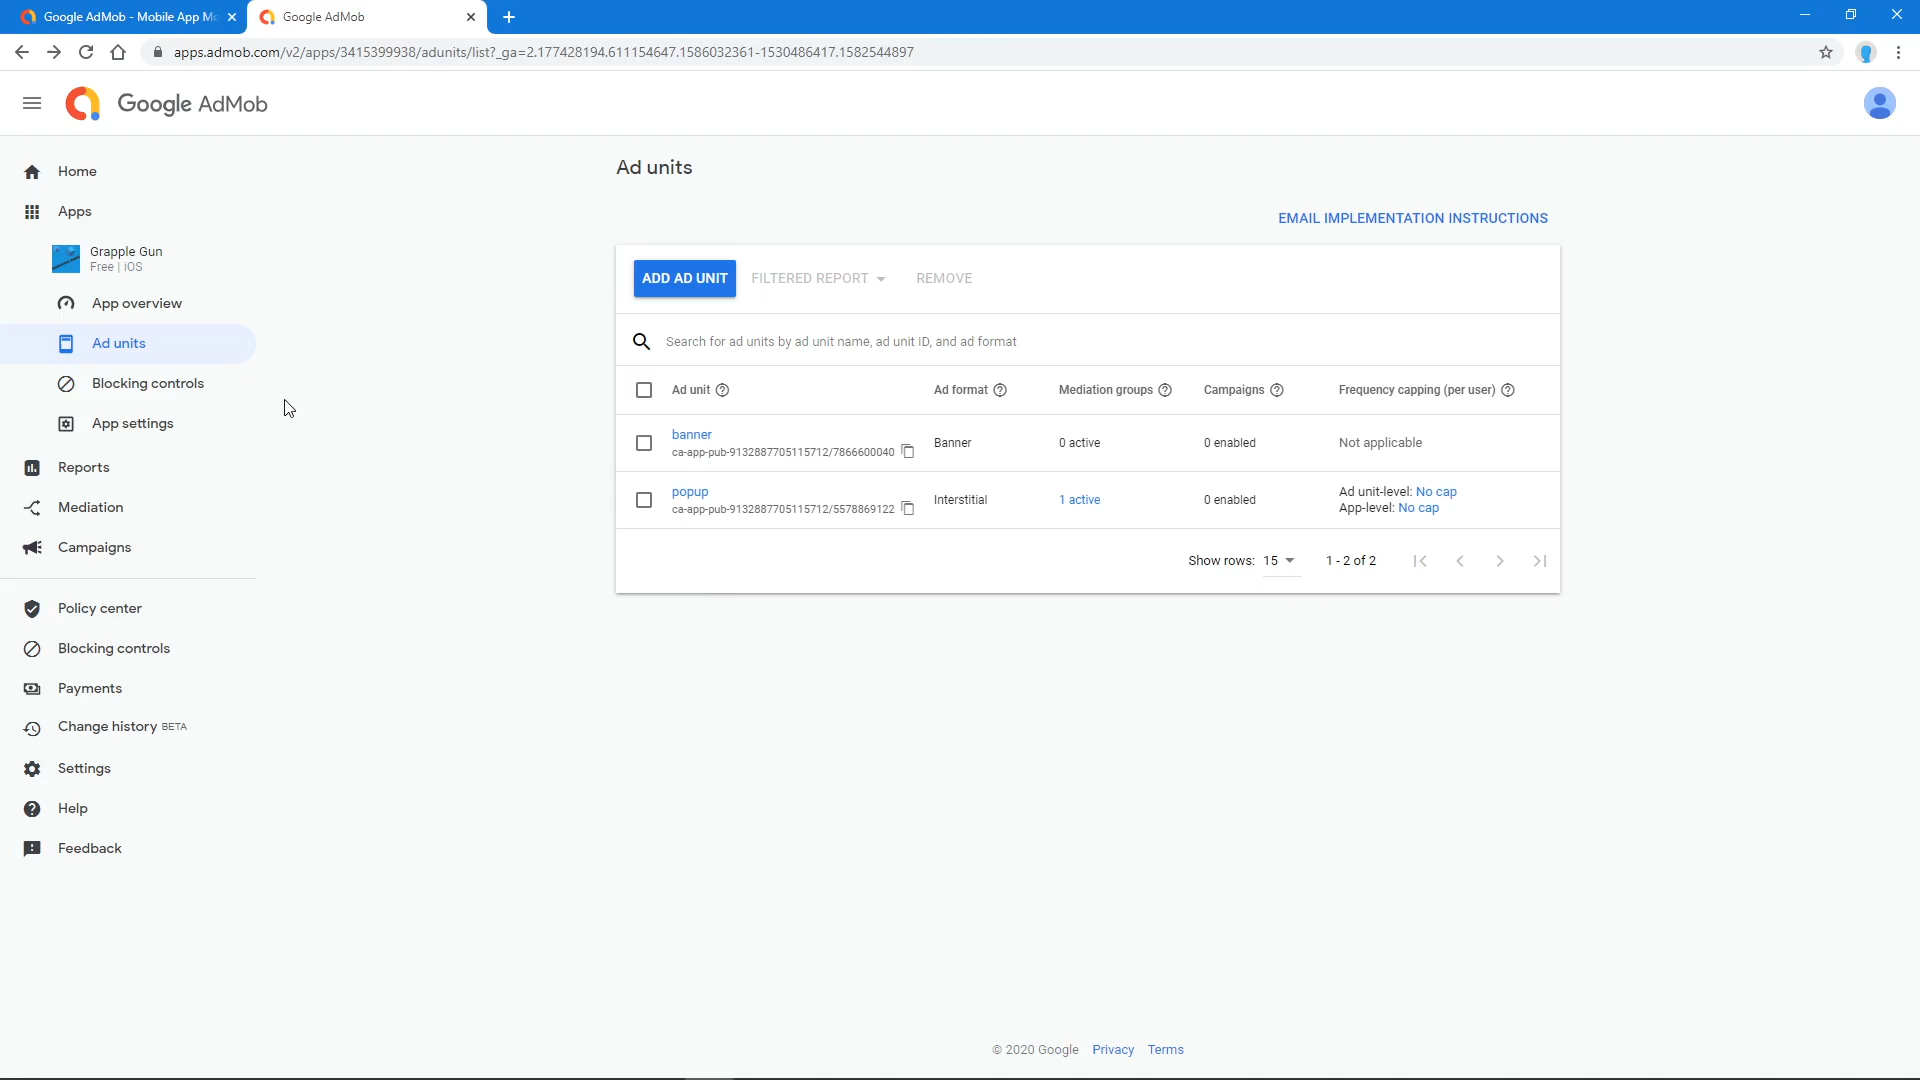 Google AdMob - Mobile App Mo
Google AdMob
apps.admob.com/v2/apps/3415399938/adunits/list?_ga=2.177428194.611154647.1586032361-1530486417.1582544897
Google AdMob
Home
Apps
Grapple Gun
Free | iOS
App overview
Ad units
Blocking controls
App settings
Reports
Mediation
Campaigns
Policy center
Blocking controls
Payments
Change history BETA
Settings
Help
Feedback
Ad units
EMAIL IMPLEMENTATION INSTRUCTIONS
ADD AD UNIT FILTERED REPORT REMOVE
Search for ad units by ad unit name, ad unit ID, and ad format
Ad unit Ad format Mediation groups Campaigns Frequency capping (per user)
banner
ca-app-pub-9132887705115712/7866600040
Banner 0 active 0 enabled Not applicable
popup
ca-app-pub-9132887705115712/5578869122
Interstitial 1 active 0 enabled
Ad unit-level: No cap
App-level: No cap
Show rows: 15 1 - 2 of 2
© 2020 Google Privacy Terms